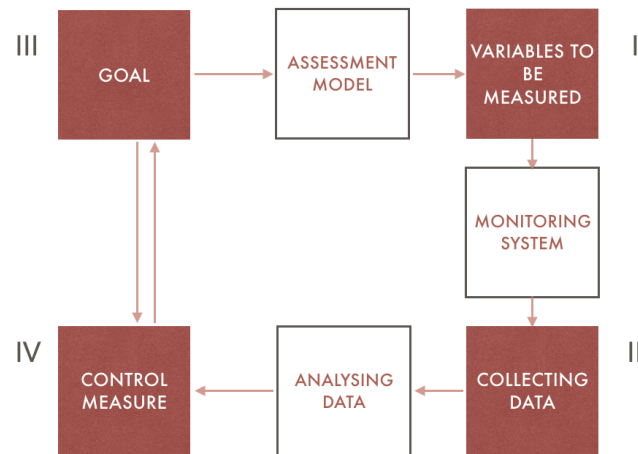 III
GOAL
ASSESSMENT
MODEL
VARIABLES TO
BE
MEASURED
MONITORING
SYSTEM
IV
CONTROL
MEASURE
ANALYSING
DATA
COLLECTING
DATA